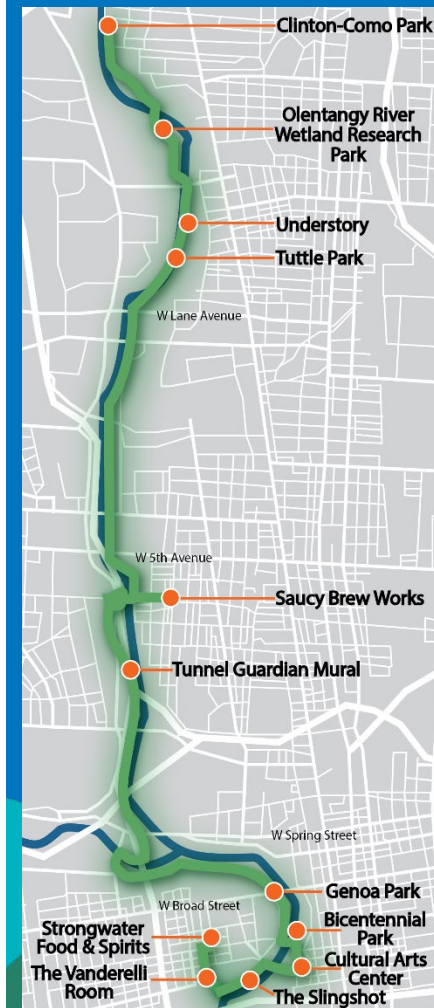 Clinton-Como Park
Olentangy River
Wetland Research
Park
Understory
Tuttle Park
W Lane Avenue
W 5th Avenue
Saucy Brew Works
Tunnel Guardian Mural
W Spring Street
Genoa Park
W Broad Street
Bicentennial
Park
Strongwater
Food & Spirits
Cultural Arts
Center
The Vanderelli
Room
The Slingshot